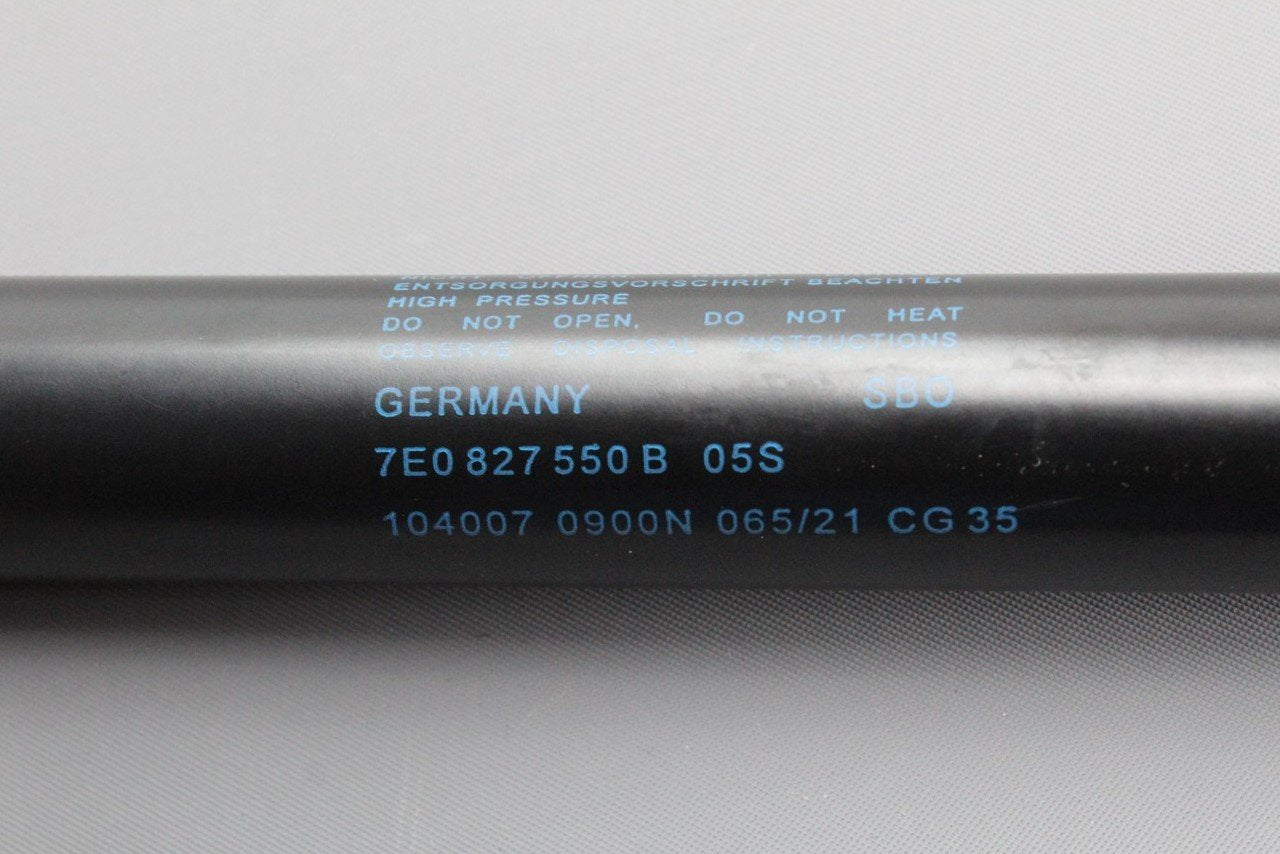 ENTSORGUNGSVORSCHRIFT BEACHTEN
HIGH PRESSURE
DO NOT OPEN, DO NOT HEAT
OBSERVE DISPOSAL INSTRUCTIONS
GERMANY SBO
7E0 827 550 B 05S
104007 0900N 065/21 CG 35